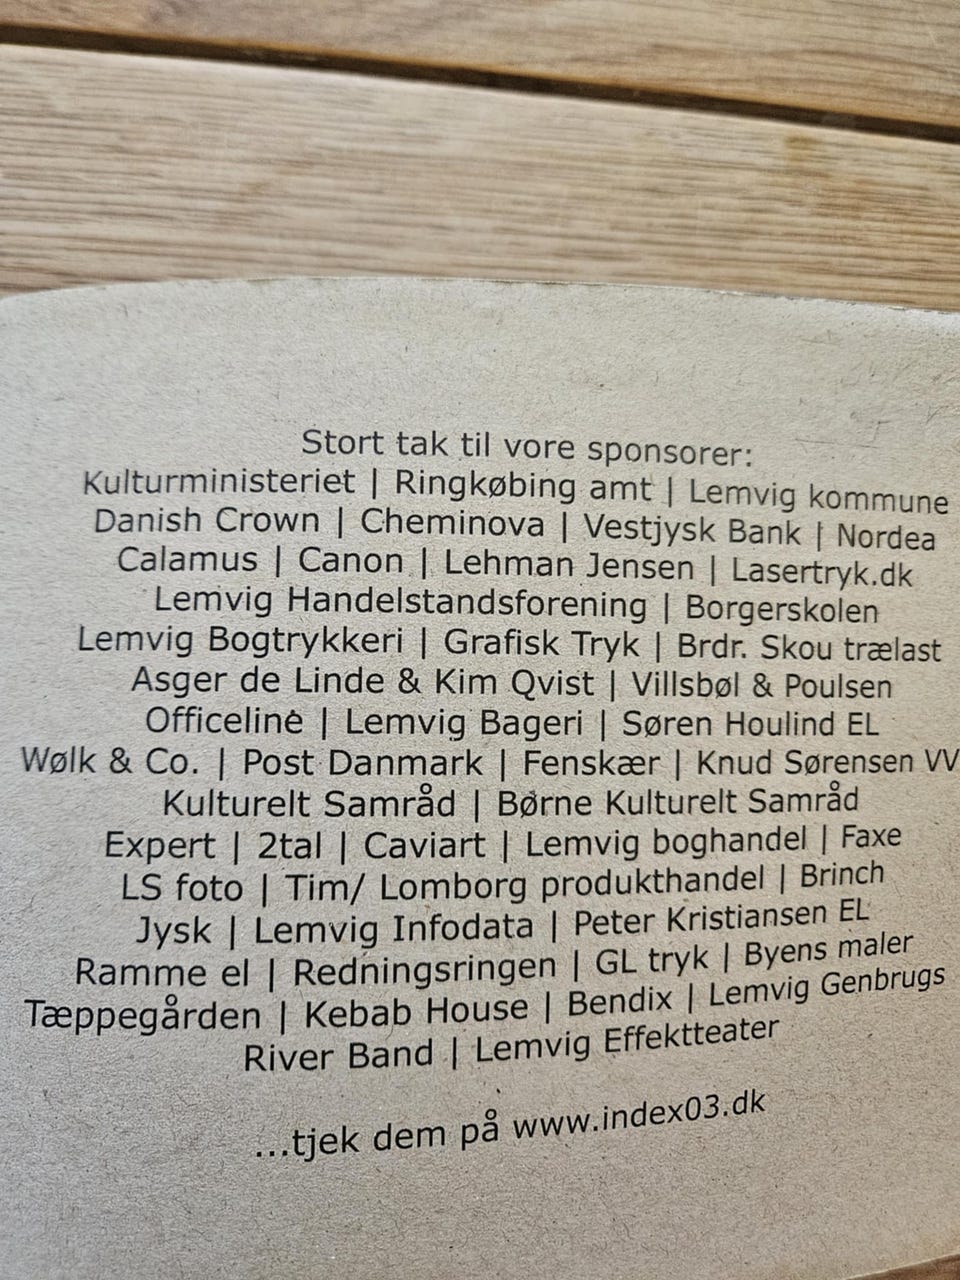 Stort tak til vore sponsorer:
Kulturministeriet | Ringkøbing amt | Lemvig kommune
Danish Crown | Cheminova | Vestjysk Bank | Nordea
Calamus | Canon | Lehman Jensen | Lasertryk.dk
Lemvig Handelstandsforening | Borgerskolen
Lemvig Bogtrykkeri | Grafisk Tryk | Brdr. Skou trælast
Asger de Linde & Kim Qvist | Villsbøl & Poulsen
Officeline | Lemvig Bageri | Søren Houlind EL
Wølk & Co. | Post Danmark | Fenskær | Knud Sørensen VV
Kulturelt Samråd | Børne Kulturelt Samråd
Expert | 2tal | Caviart | Lemvig boghandel | Faxe
LS foto | Tim/ Lomborg produkthandel | Brinch
Jysk | Lemvig Infodata | Peter Kristiansen EL
Ramme el | Redningsringen | GL tryk | Byens maler
Tæppegården | Kebab House | Bendix | Lemvig Genbrugs
River Band | Lemvig Effektteater
...tjek dem på www.index03.dk